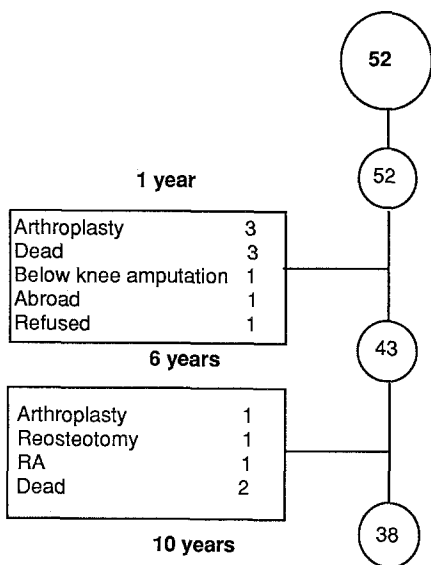 52
52
1 year
Arthroplasty 3
Dead 3
Below knee amputation 1
Abroad 1
Refused 1
6 years
43
Arthroplasty 1
Reosteotomy 1
RA 1
Dead 2
38
10 years